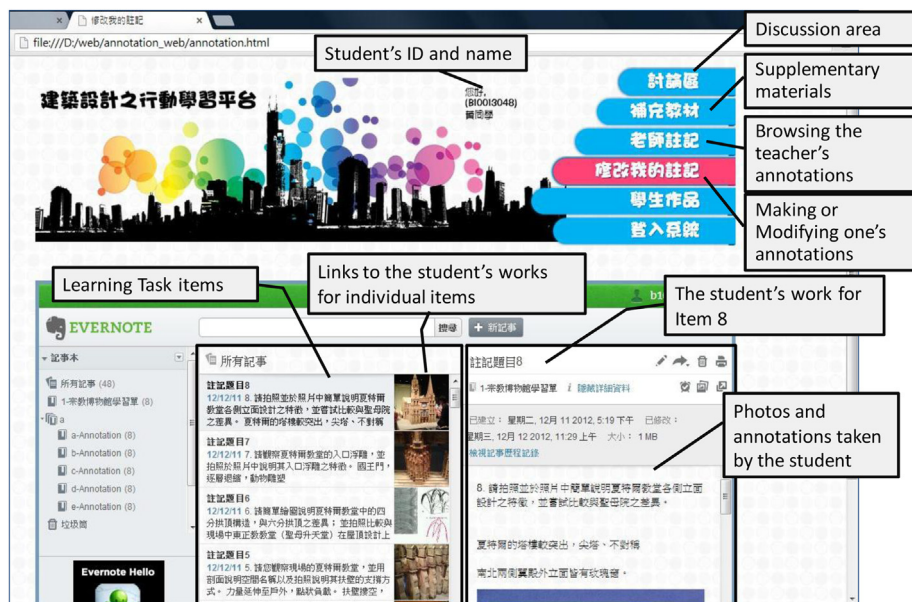 修改我的註記
file:///D:/web/annotation_web/annotation.html
Discussion area
Student's ID and name
Supplementary
materials
Browsing the
teacher's
annotations
Making or
Modifying one's
annotations
建築設計之行動學習平台
您好,
(B10013048)
黃同學
討論區
補充教材
老師註記
修改我的註記
學生作品
登入系統
Learning Task items
Links to the student's works
for individual items
The student's work for
Item 8
Photos and
annotations taken
by the student
EVERNOTE
搜尋
+ 新記事
b1
記事本
所有記事 (48)
1-宗教博物館學習單 (8)
a
a-Annotation (8)
b-Annotation (8)
c-Annotation (8)
d-Annotation (8)
e-Annotation (8)
垃圾筒
Evernote Hello
所有記事
註記題目8
12/12/11 8. 請拍照並於照片中簡單說明夏特爾
教堂各側立面設計之特徵，並嘗試比較與聖母院
之差異。 夏特爾的塔樓較突出，尖塔、不對稱
註記題目7
12/12/11 7. 請觀察夏特爾教堂的入口浮雕，並
拍照於照片中說明其入口浮雕之特徵。 國王門，
逐層退縮，動物雕塑
註記題目6
12/12/11 6. 請簡單繪圖說明夏特爾教堂中的四
分拱頂構造，與六分拱頂之差異；並拍照比較與
現場中東正教教堂（聖母升天堂）在屋頂設計上
註記題目5
12/12/11 5. 請您觀察現場的夏特爾教堂，並用
剖面說明空間名稱以及拍照說明其扶壁的支撐方
式。 力量延伸至戶外，點狀負載。 扶壁鏤空，
註記題目8
1-宗教博物館學習單
隱藏詳細資料
已建立： 星期二, 12月 11 2012, 5:19 下午 已修改：
星期三, 12月 12 2012, 11:29 上午 大小： 1 MB
檢視記事歷程記錄
8. 請拍照並於照片中簡單說明夏特爾教堂各側立面
設計之特徵，並嘗試比較與聖母院之差異。
夏特爾的塔樓較突出，尖塔、不對稱
南北兩側翼殿外立面皆有玫瑰窗。